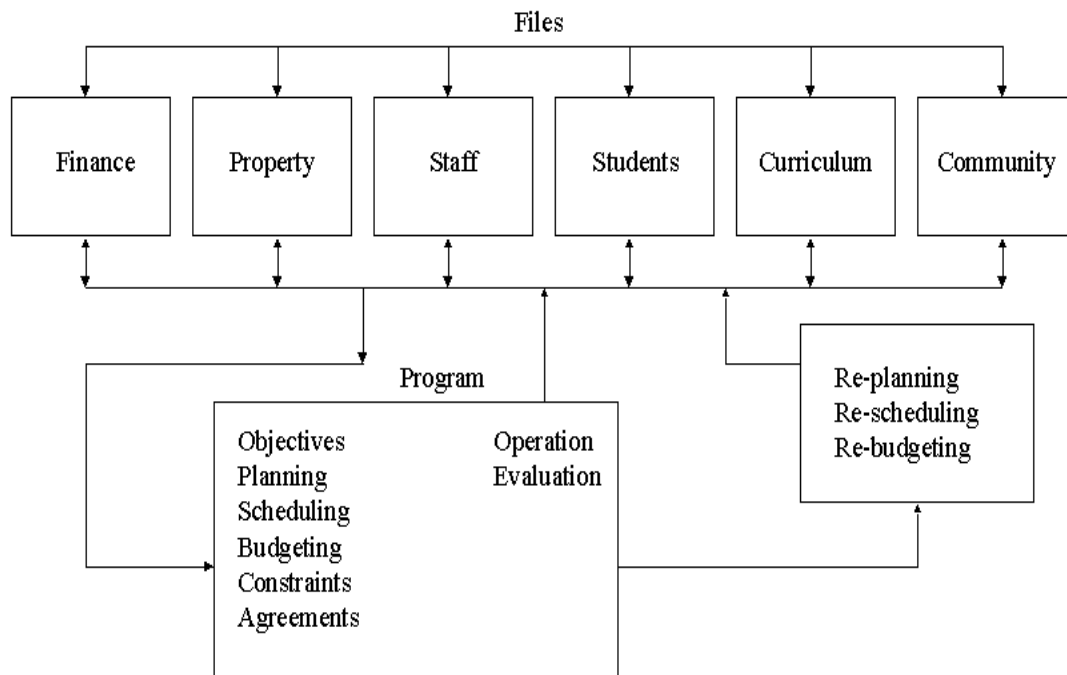 Files
Finance
Property
Staff
Students
Curriculum
Community
Program
Objectives
Planning
Scheduling
Budgeting
Constraints
Agreements
Operation
Evaluation
Re-planning
Re-scheduling
Re-budgeting